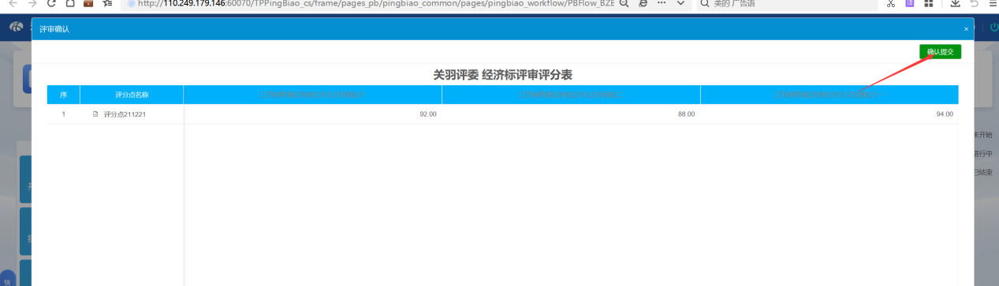 http://110.249.179.146:60070/TPPingBiao_cs/frame/pages_pb/pingbiao_common/pages/pingbiao_workflow/PBFlow_BZE
美的 广告语
译
评审确认
×
确认提交
关羽评委 经济标评审评分表
序 评分点名称
1 评分点211221 92.00 88.00 94.00
未开始
进行中
已结束
快